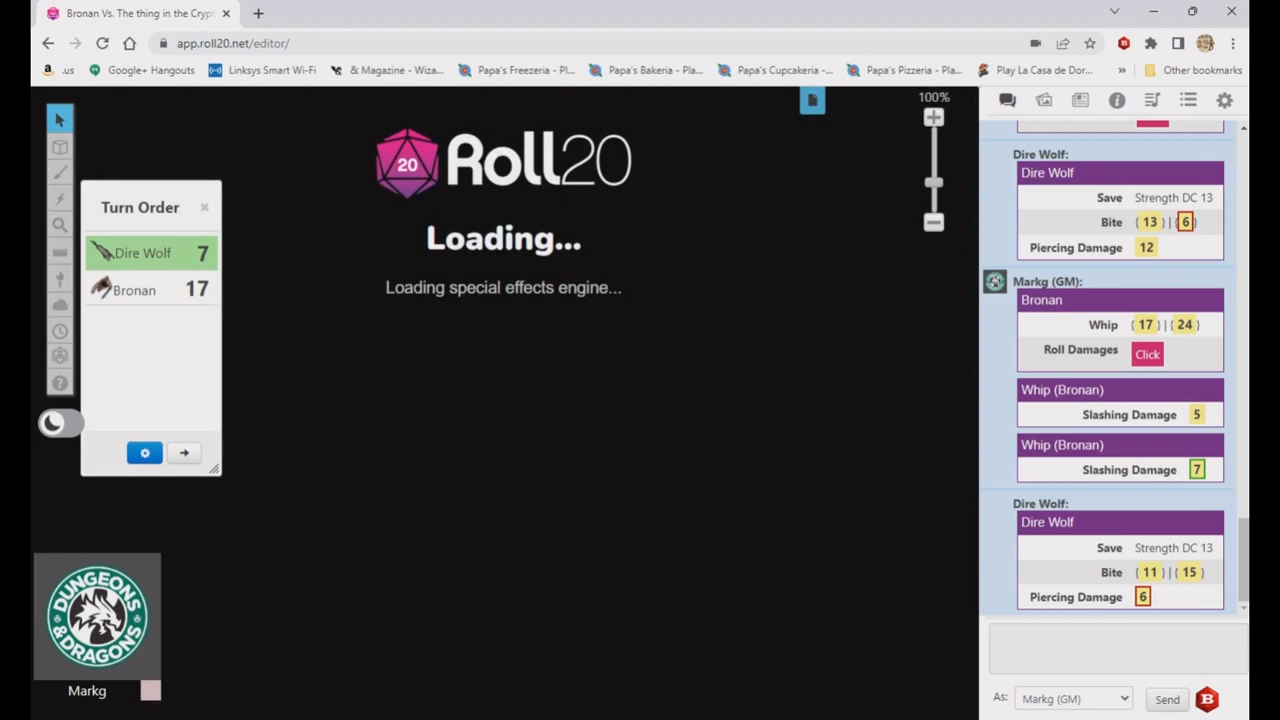 Bronan Vs. The thing in the Crypt
app.roll20.net/editor/
.us
Google+ Hangouts
Linksys Smart Wi-Fi
& Magazine - Wiza...
Papa's Freezeria - Pl...
Papa's Bakeria - Pla...
Papa's Cupcakeria -...
Papa's Pizzeria - Pla...
Play La Casa de Dor...
»
Other bookmarks
20
Roll20
Loading...
Loading special effects engine...
100%
Turn Order
Dire Wolf 7
Bronan 17
DUNGEONS
& DRAGONS
Markg
Dire Wolf:
Dire Wolf
Save Strength DC 13
Bite ( 13 ) | ( 6 )
Piercing Damage 12
Markg (GM):
Bronan
Whip ( 17 ) | ( 24 )
Roll Damages Click
Whip (Bronan)
Slashing Damage 5
Whip (Bronan)
Slashing Damage 7
Dire Wolf:
Dire Wolf
Save Strength DC 13
Bite ( 11 ) | ( 15 )
Piercing Damage 6
As: Markg (GM) Send B